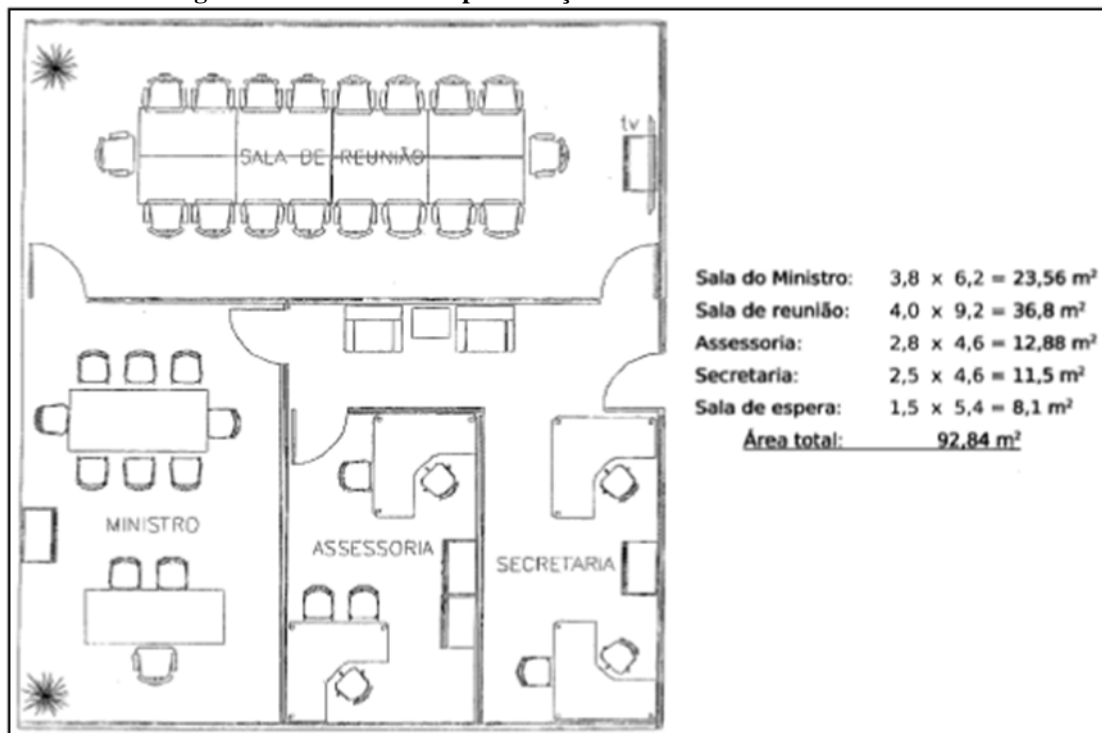 tv
SALA DE REUNIÃO
MINISTRO
ASSESSORIA
SECRETARIA
Sala do Ministro: 3,8 x 6,2 = 23,56 m²
Sala de reunião: 4,0 x 9,2 = 36,8 m²
Assessoria: 2,8 x 4,6 = 12,88 m²
Secretaria: 2,5 x 4,6 = 11,5 m²
Sala de espera: 1,5 x 5,4 = 8,1 m²
Área total: 92,84 m²